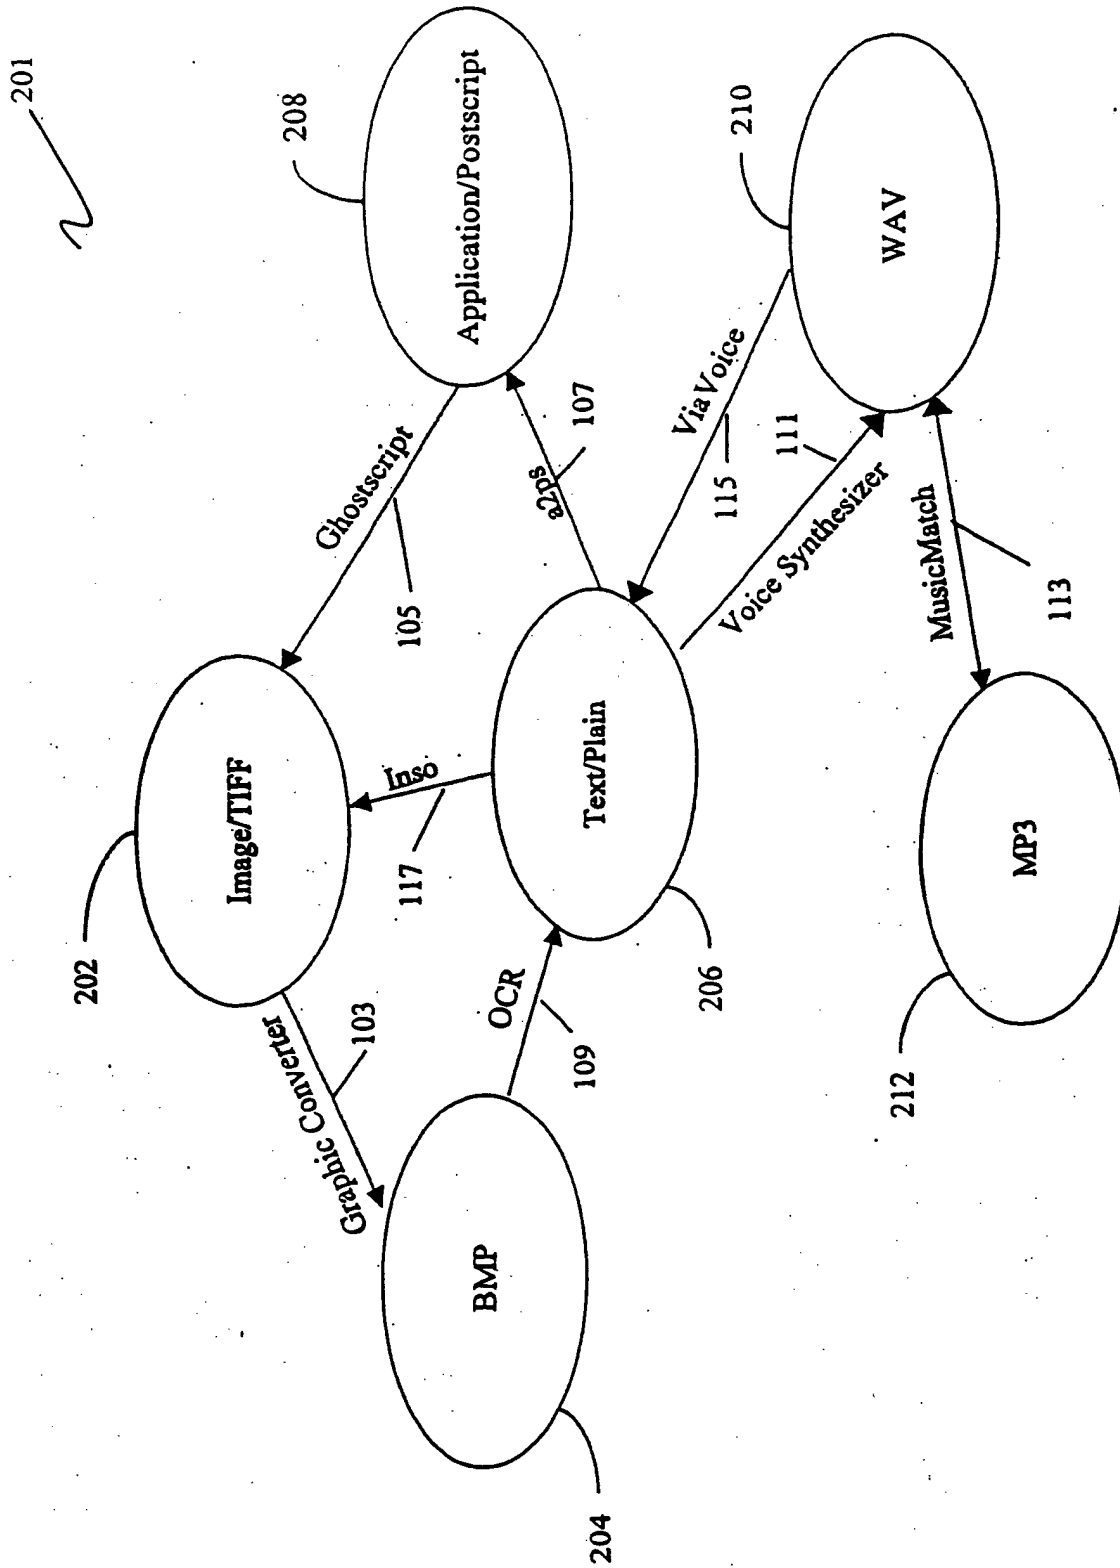 201
202
Image/TIFF
Graphic Converter
103
Ghostscript
105
208
Application/Postscript
Inso
117
a2ps
107
BMP
204
OCR
109
Text/Plain
206
ViaVoice
115
Voice Synthesizer
111
210
WAV
MusicMatch
113
MP3
212